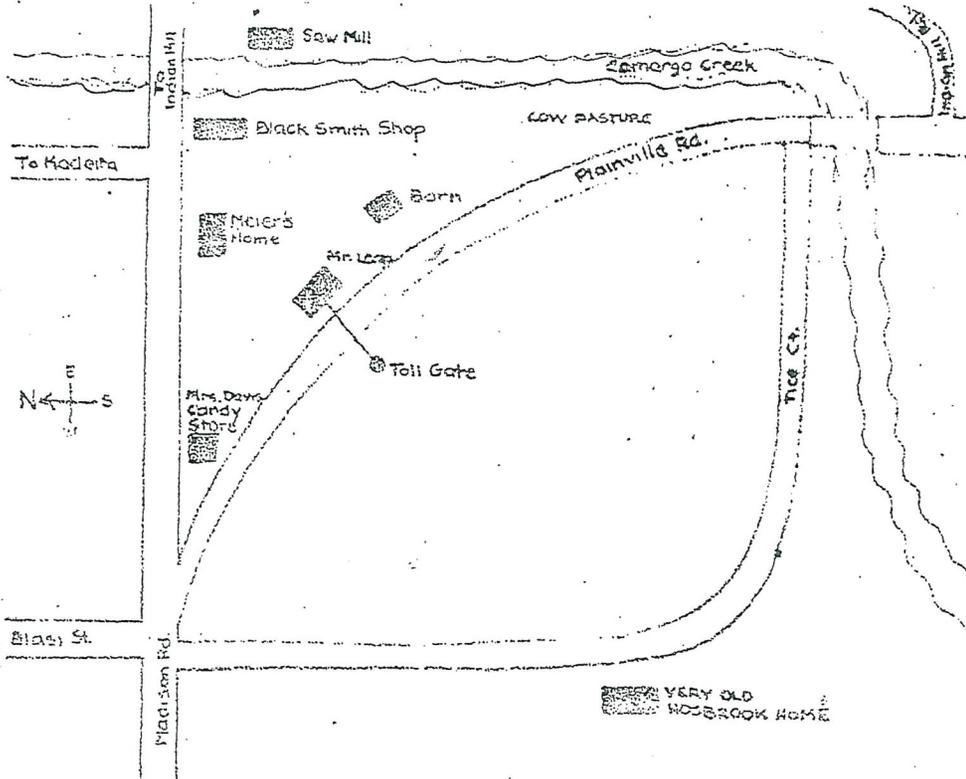 Saw Mill
To
Indian Hill
Camargo Creek
Indian Hill Rd.
Black Smith Shop
COW PASTURE
To Madeira
Plainville Rd.
Barn
Meier's
Home
Toll Gate
Tice Ct.
E
N
S
W
Mrs. Davis
Candy
Store
Blasi St.
Madison Rd.
VERY OLD
HOSBROOK HOME